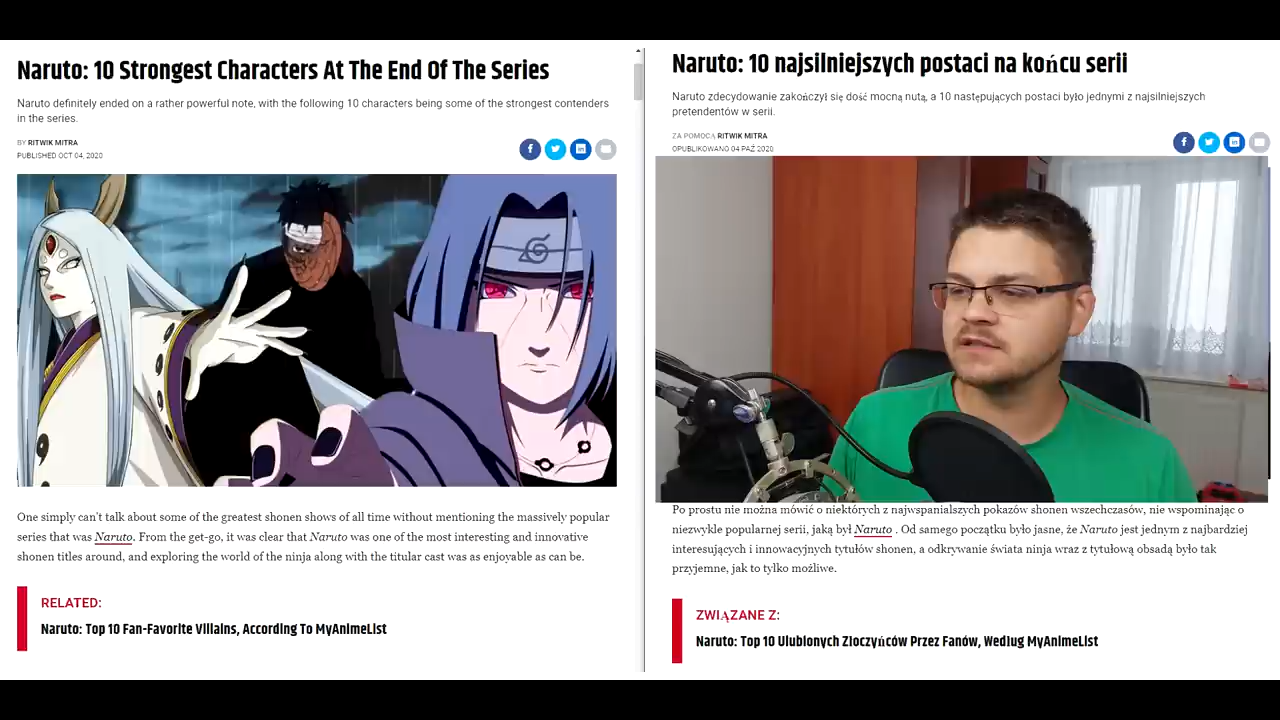 Naruto: 10 Strongest Characters At The End Of The Series
Naruto definitely ended on a rather powerful note, with the following 10 characters being some of the strongest contenders
in the series.
BY RITWIK MITRA
PUBLISHED OCT 04, 2020
One simply can't talk about some of the greatest shonen shows of all time without mentioning the massively popular
series that was Naruto. From the get-go, it was clear that Naruto was one of the most interesting and innovative
shonen titles around, and exploring the world of the ninja along with the titular cast was as enjoyable as can be.
RELATED:
Naruto: Top 10 Fan-Favorite Villains, According To MyAnimeList
Naruto: 10 najsilniejszych postaci na końcu serii
Naruto zdecydowanie zakończył się dość mocną nutą, a 10 następujących postaci było jednymi z najsilniejszych
pretendentów w serii.
ZA POMOCĄ RITWIK MITRA
OPUBLIKOWANO 04 PAŹ 2020
Po prostu nie można mówić o niektórych z najwspanialszych pokazów shonen wszechczasów, nie wspominając o
niezwykle popularnej serii, jaką był Naruto . Od samego początku było jasne, że Naruto jest jednym z najbardziej
interesujących i innowacyjnych tytułów shonen, a odkrywanie świata ninja wraz z tytułową obsadą było tak
przyjemne, jak to tylko możliwe.
ZWIĄZANE Z:
Naruto: Top 10 Ulubionych Złoczyńców Przez Fanów, Według MyAnimeList